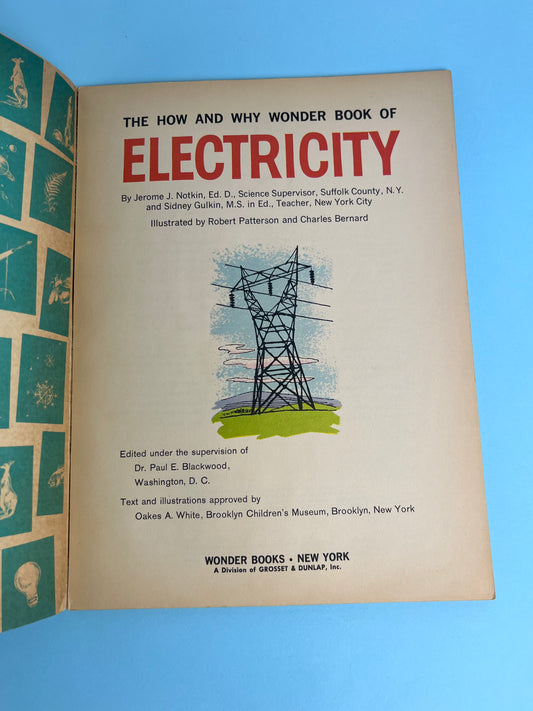 THE HOW AND WHY WONDER BOOK OF
ELECTRICITY
By Jerome J. Notkin, Ed. D., Science Supervisor, Suffolk County, N.Y.
and Sidney Gulkin, M.S. in Ed., Teacher, New York City
Illustrated by Robert Patterson and Charles Bernard
Edited under the supervision of
Dr. Paul E. Blackwood,
Washington, D. C.
Text and illustrations approved by
Oakes A. White, Brooklyn Children's Museum, Brooklyn, New York
WONDER BOOKS • NEW YORK
A Division of GROSSET & DUNLAP, Inc.